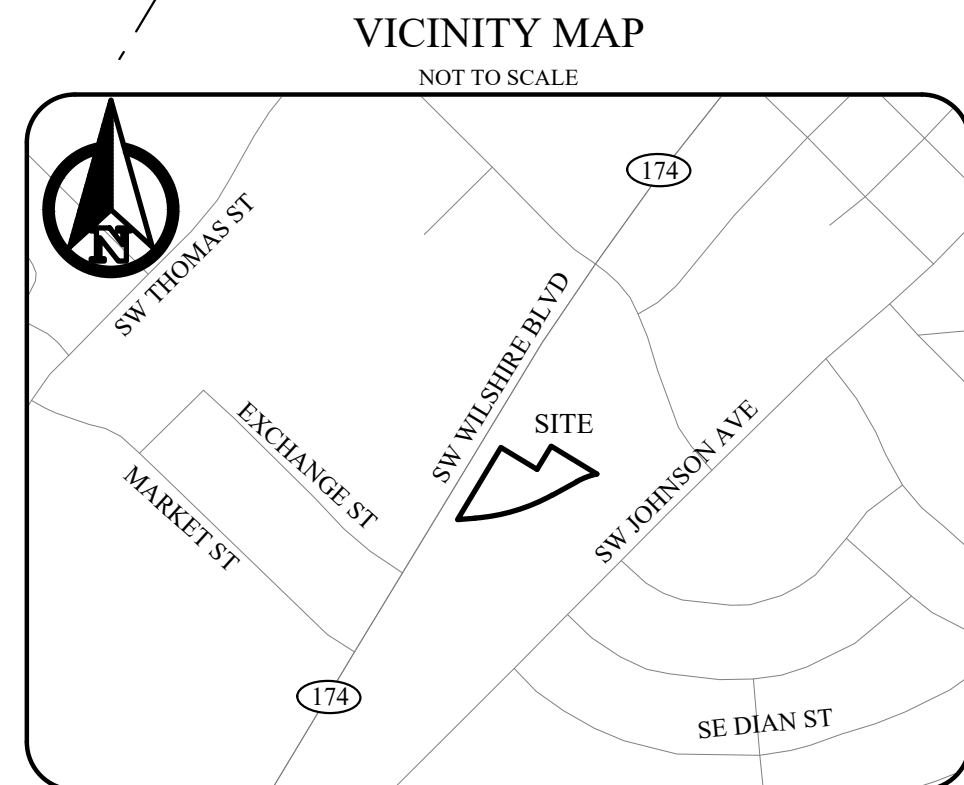 VICINITY MAP
NOT TO SCALE
174
N
SW THOMAS ST
SW WILSHIRE BLVD
SITE
EXCHANGE ST
SW JOHNSON AVE
MARKET ST
174
SE DIAN ST